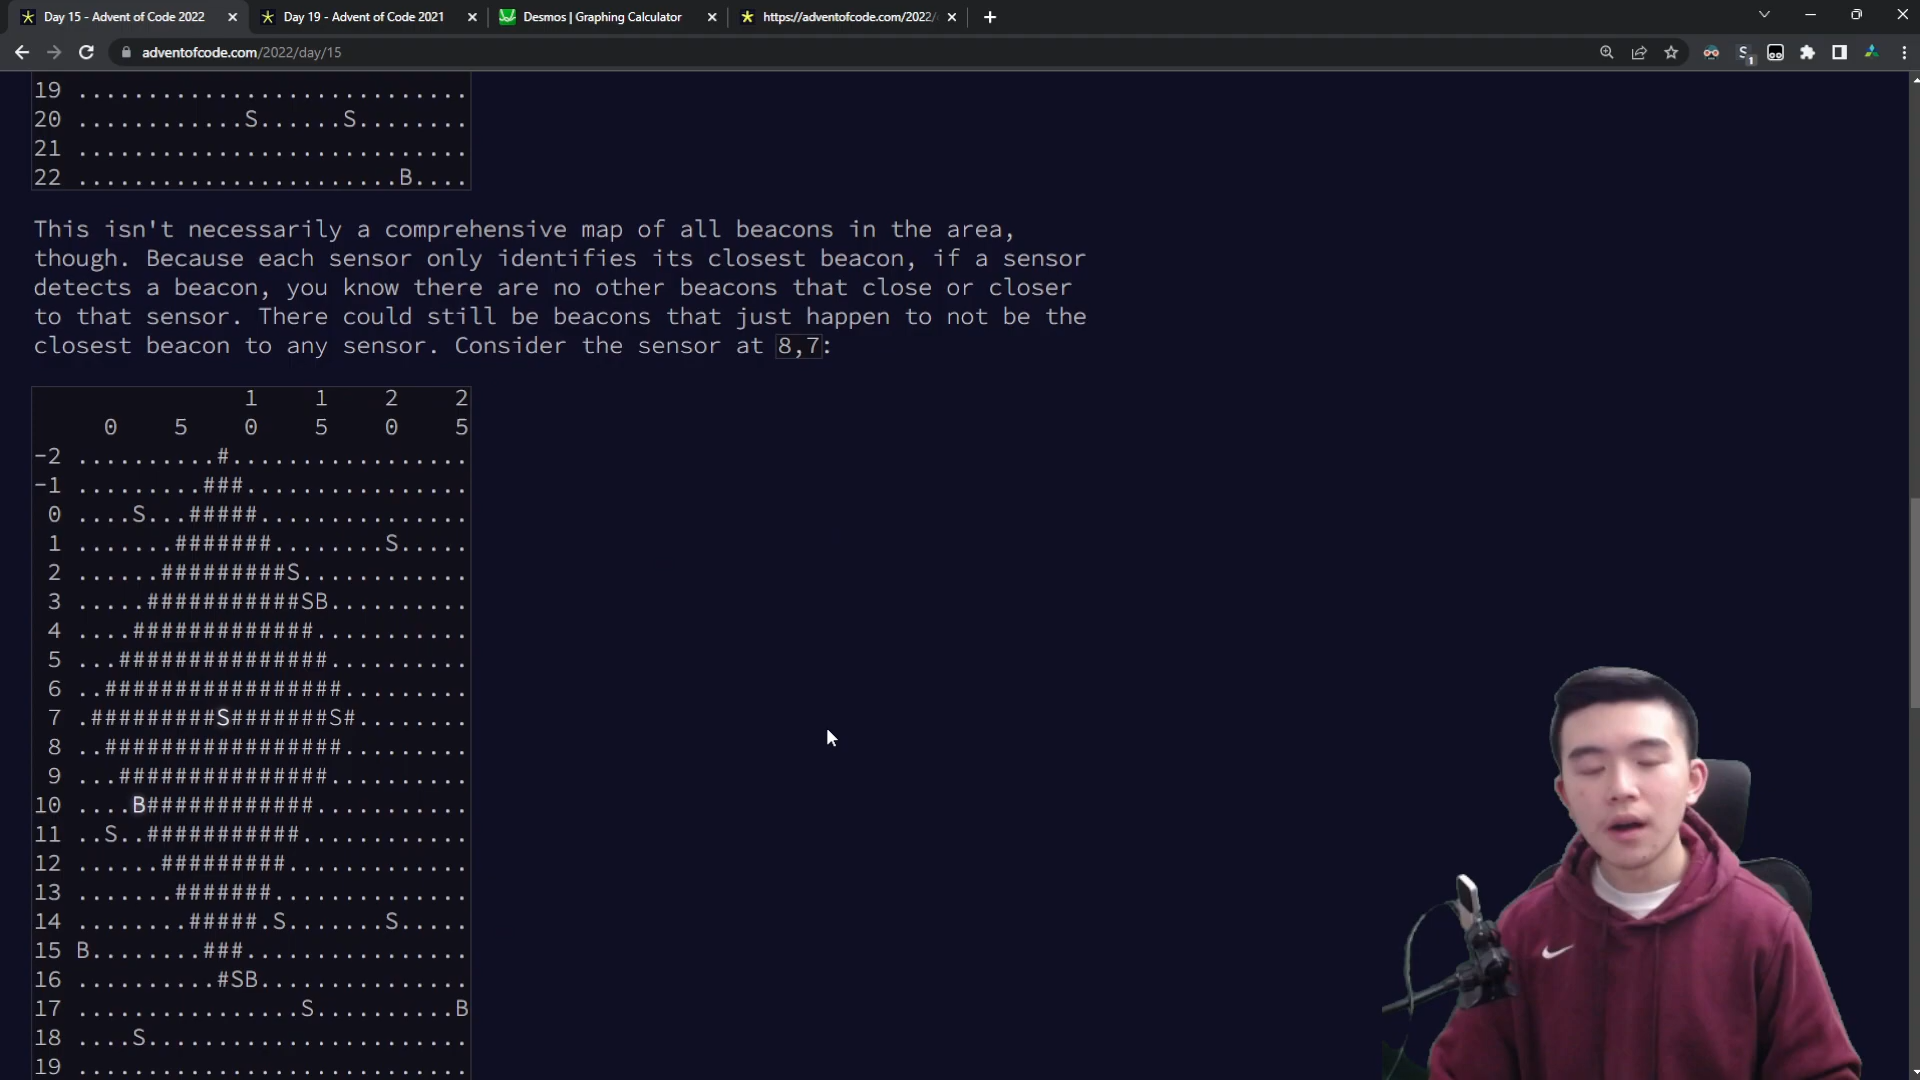 Day 15 - Advent of Code 2022
Day 19 - Advent of Code 2021
Desmos | Graphing Calculator
https://adventofcode.com/2022/
adventofcode.com/2022/day/15
19 ............................
20 ............S......S........
21 ............................
22 .......................B....
This isn't necessarily a comprehensive map of all beacons in the area,
though. Because each sensor only identifies its closest beacon, if a sensor
detects a beacon, you know there are no other beacons that close or closer
to that sensor. There could still be beacons that just happen to not be the
closest beacon to any sensor. Consider the sensor at 8,7:
1 1 2 2
0 5 0 5 0 5
-2 ..........#.................
-1 .........###................
0 ....S...#####...............
1 .......#######........S.....
2 ......#########S............
3 .....###########SB..........
4 ....#############...........
5 ...###############..........
6 ..#################.........
7 .#########S#######S#........
8 ..#################.........
9 ...###############..........
10 ....B############...........
11 ..S..###########............
12 ......#########.............
13 .......#######..............
14 ........#####.S.......S.....
15 B........###................
16 ..........#SB...............
17 ................S..........B
18 ....S.......................
19 ............................